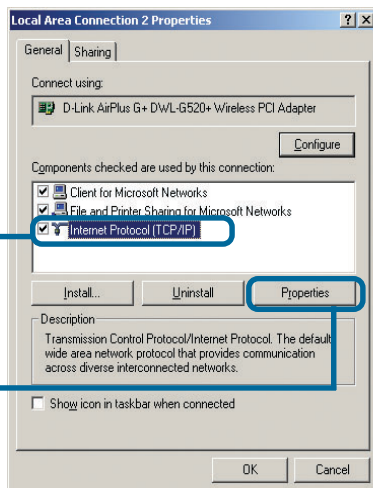 Local Area Connection 2 Properties
General Sharing
Connect using:
D-Link AirPlus G+ DWL-G520+ Wireless PCI Adapter
Configure
Components checked are used by this connection:
Client for Microsoft Networks
File and Printer Sharing for Microsoft Networks
Internet Protocol (TCP/IP)
Install... Uninstall Properties
Description
Transmission Control Protocol/Internet Protocol. The default
wide area network protocol that provides communication
across diverse interconnected networks.
Show icon in taskbar when connected
OK Cancel